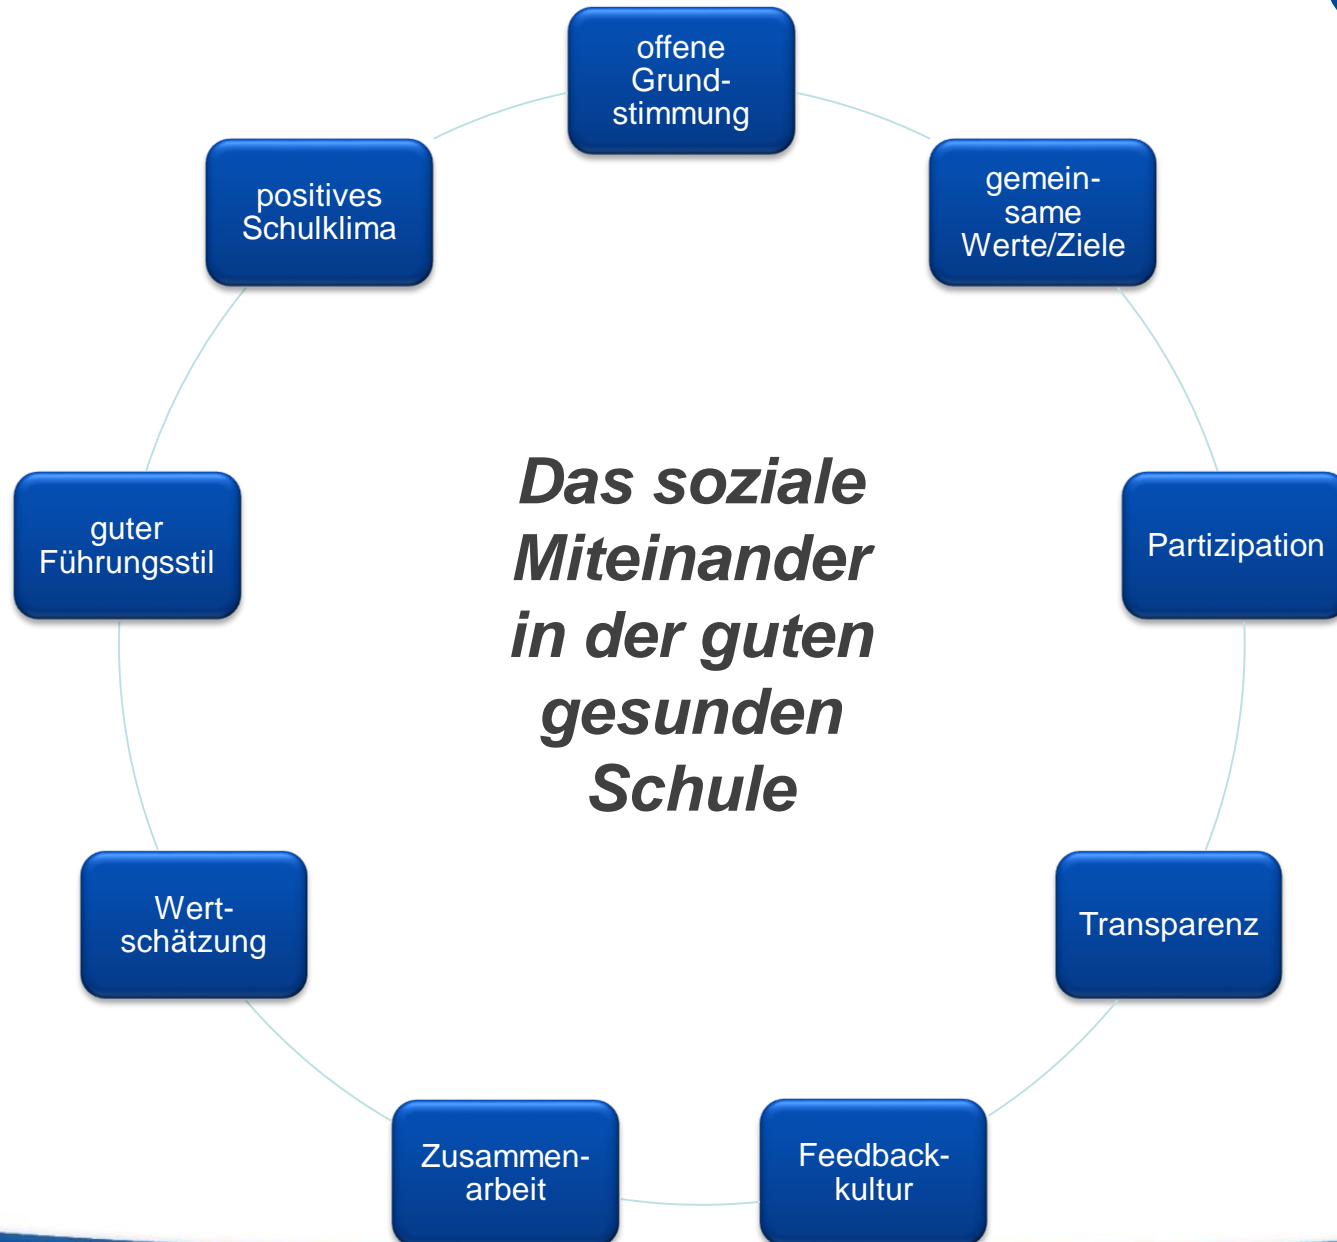 offene
Grund-
stimmung
gemein-
same
Werte/Ziele
Partizipation
Transparenz
Feedback-
kultur
Zusammen-
arbeit
Wert-
schätzung
guter
Führungsstil
positives
Schulklima
Das soziale
Miteinander
in der guten
gesunden
Schule